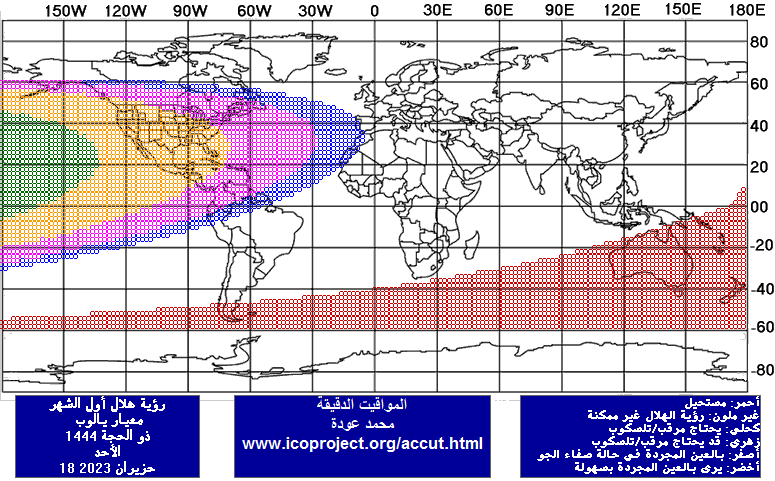 150W 120W 90W 60W 30W 0 30E 60E 90E 120E 150E 180E
80
60
40
20
00
-20
-40
-60
-80
رؤية هلال أول الشهر
معيار يالوب
ذو الحجة 1444
الأحد
18 حزيران 2023
المواقيت الدقيقة
محمد عودة
www.icoproject.org/accut.html
أحمر: مستحيل
غير ملون: رؤية الهلال غير ممكنة
كحلي: يحتاج مرقب/تلسكوب
زهري: قد يحتاج مرقب/تلسكوب
أصفر: بالعين المجردة في حالة صفاء الجو
أخضر: يرى بالعين المجردة بسهولة